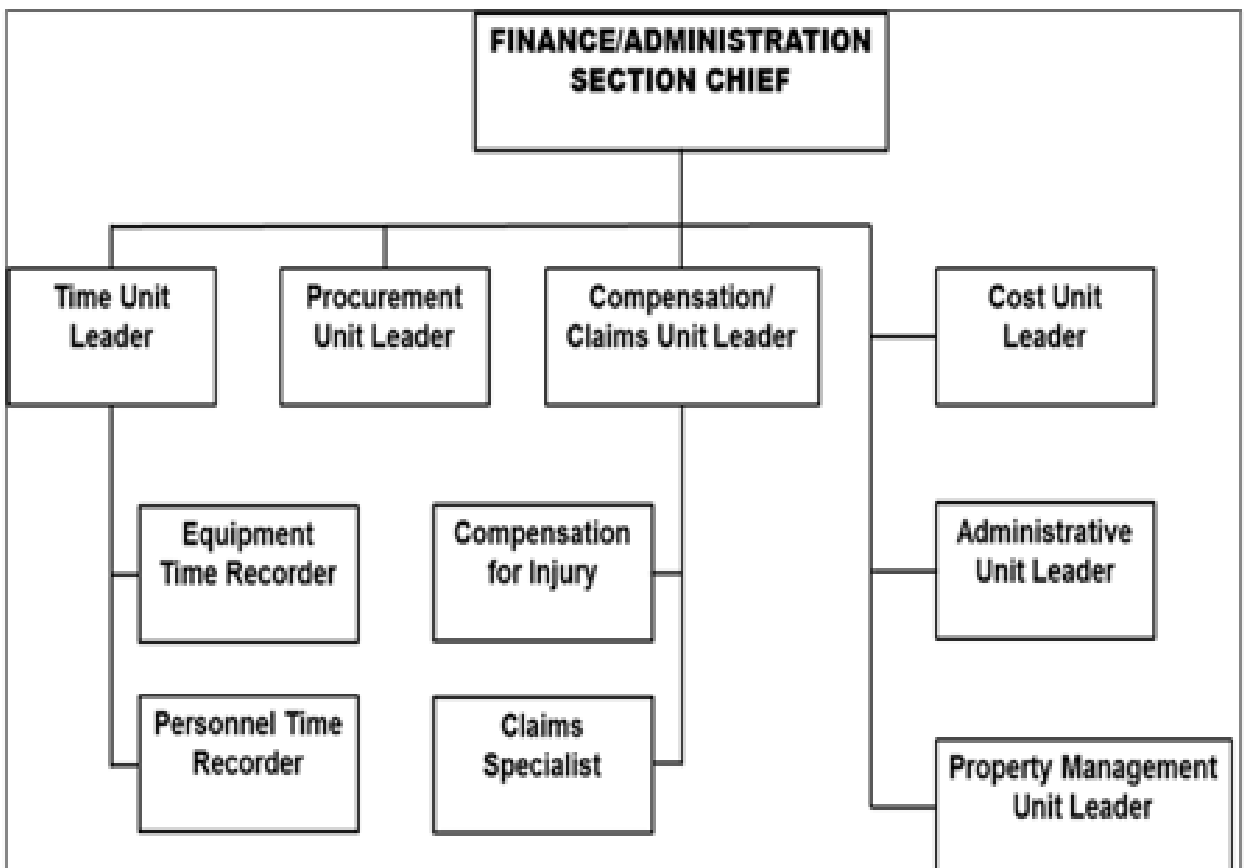 FINANCE/ADMINISTRATION
SECTION CHIEF
Time Unit
Leader
Procurement
Unit Leader
Compensation/
Claims Unit Leader
Cost Unit
Leader
Equipment
Time Recorder
Compensation
for Injury
Administrative
Unit Leader
Personnel Time
Recorder
Claims
Specialist
Property Management
Unit Leader